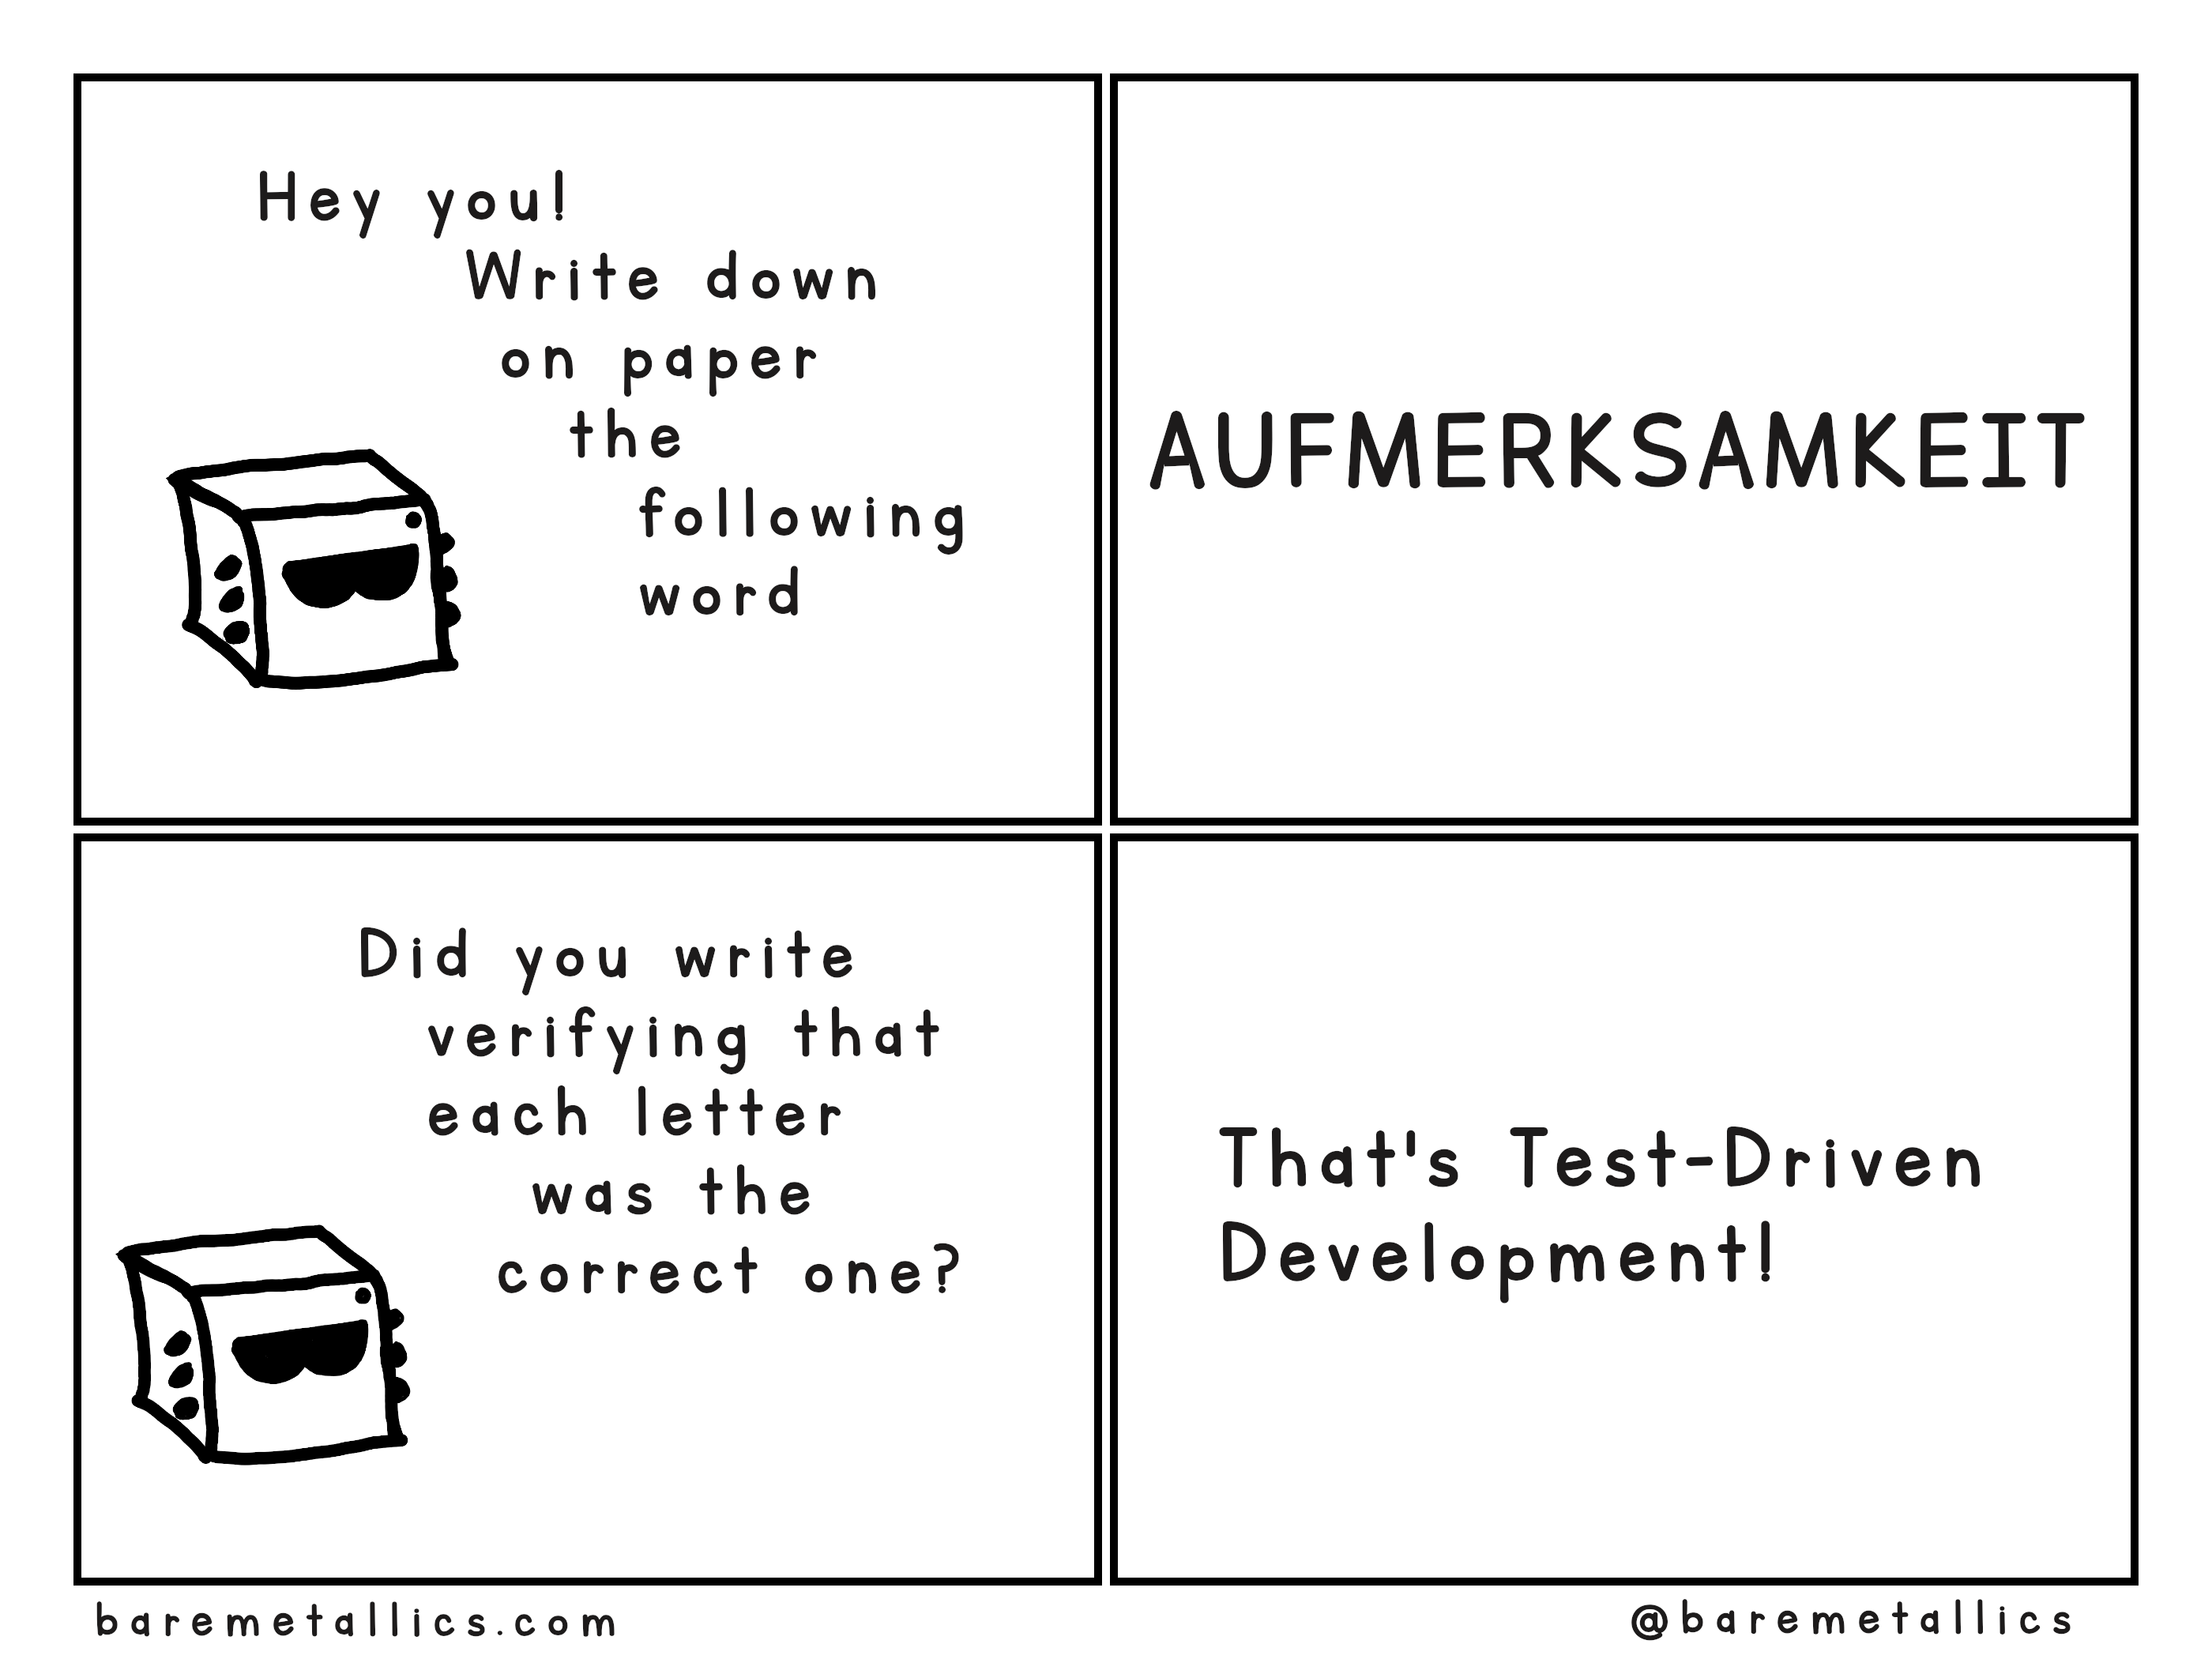 Hey you!
Write down
on paper
the
following
word
AUFMERKSAMKEIT
Did you write
verifying that
each letter
was the
correct one?
That's Test-Driven
Development!
baremetallics.com
@baremetallics